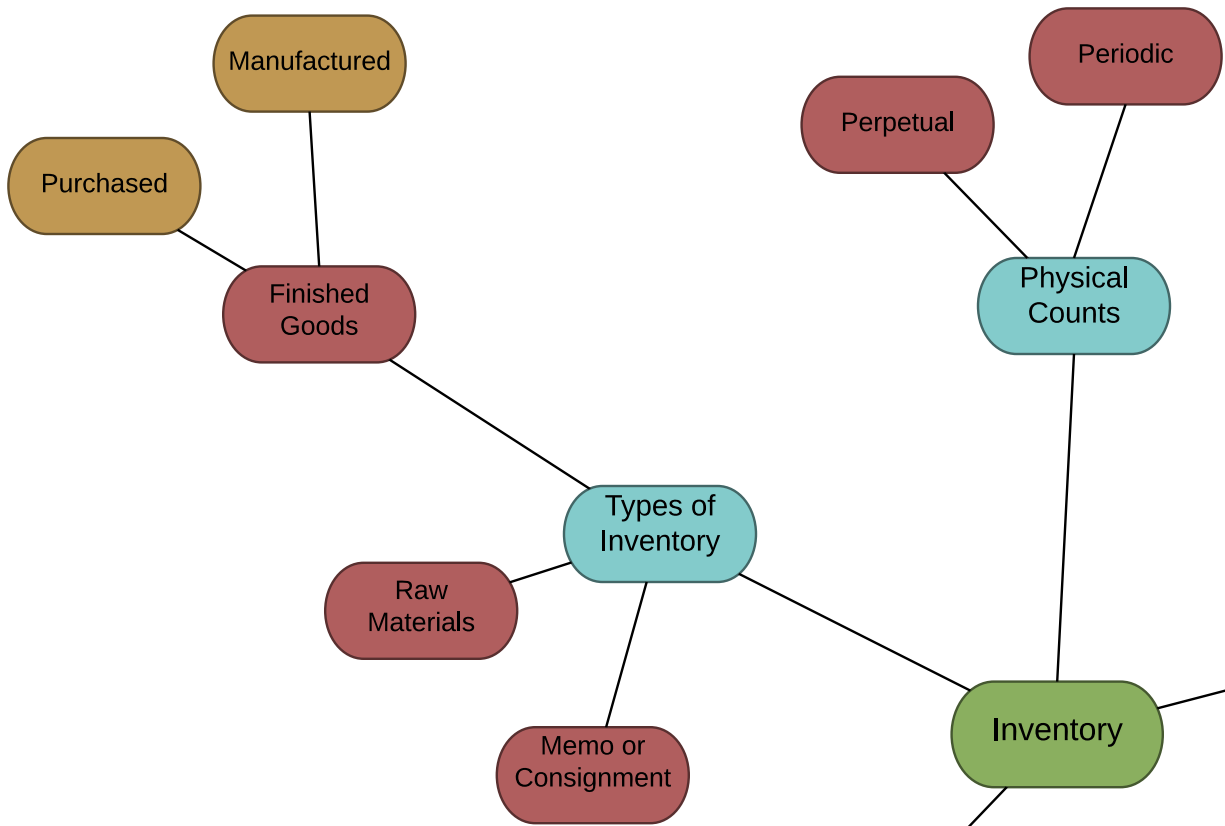 Manufactured
Periodic
Perpetual
Purchased
Finished
Goods
Physical
Counts
Types of
Inventory
Raw
Materials
Memo or
Consignment
Inventory